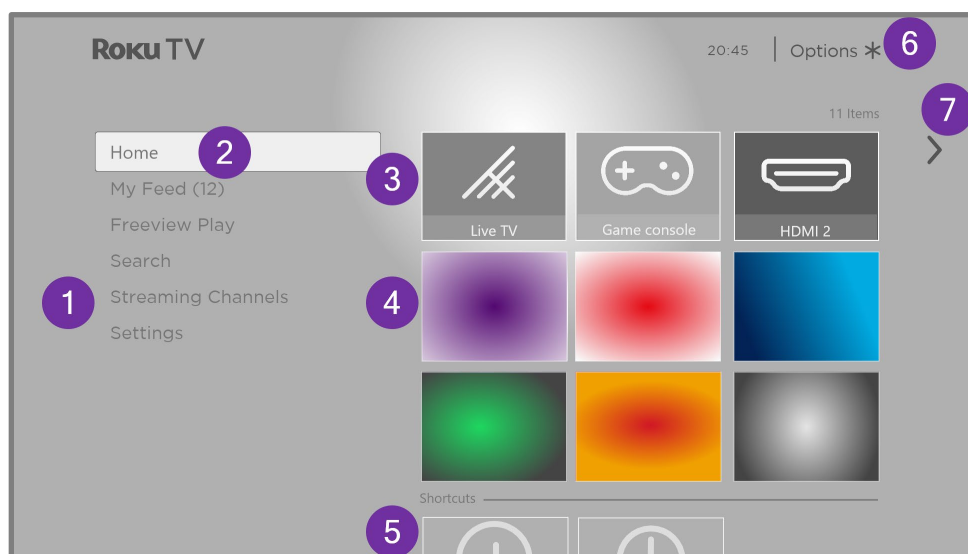 Roku TV
20:45 Options *
6
7
11 Items
Home
2
My Feed (12)
Freeview Play
Search
Streaming Channels
Settings
1
3
Live TV
Game console
HDMI 2
4
Shortcuts
5